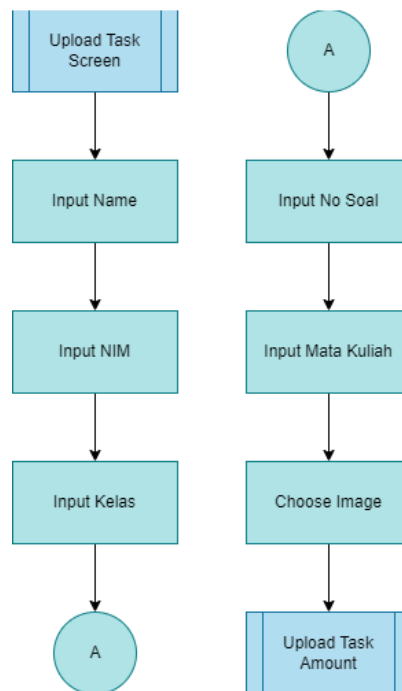 Upload Task
Screen
Input Name
Input NIM
Input Kelas
A
A
Input No Soal
Input Mata Kuliah
Choose Image
Upload Task
Amount